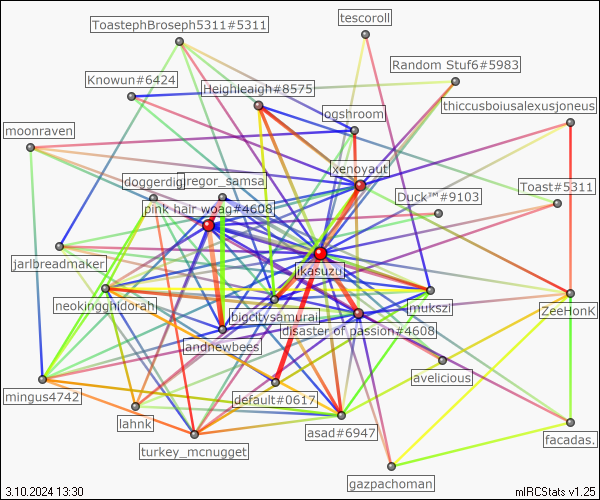 tescoroll
ToastephBroseph5311#5311
Random Stuf6#5983
Knowun#6424
Heighleaigh#8575
thiccusboiusalexusjoneus
ogshroom
moonraven
xenoyaut
doggerdig
gregor_samsa
Toast#5311
Duck™#9103
pink hair woag#4608
jarlbreadmaker
ikasuzu
neokingghidorah
mukszi
ZeeHonK
bigcitysamurai
disaster of passion#4608
andnewbees
avelicious
mingus4742
default#0617
lahnk
asad#6947
facadas.
turkey_mcnugget
gazpachoman
3.10.2024 13:30
mIRCStats v1.25